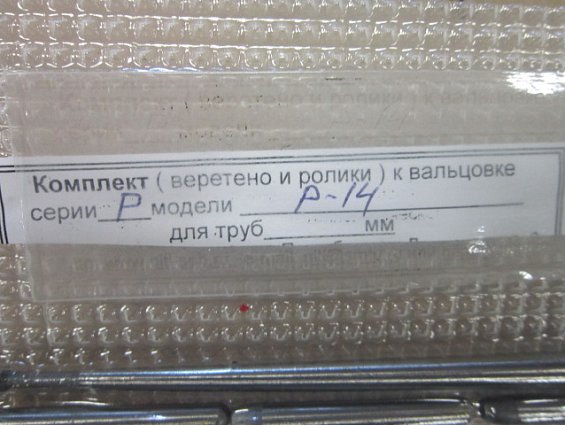 Комплект ( веретено и ролики ) к вальцовке
серии Р модели Р-14
для труб мм